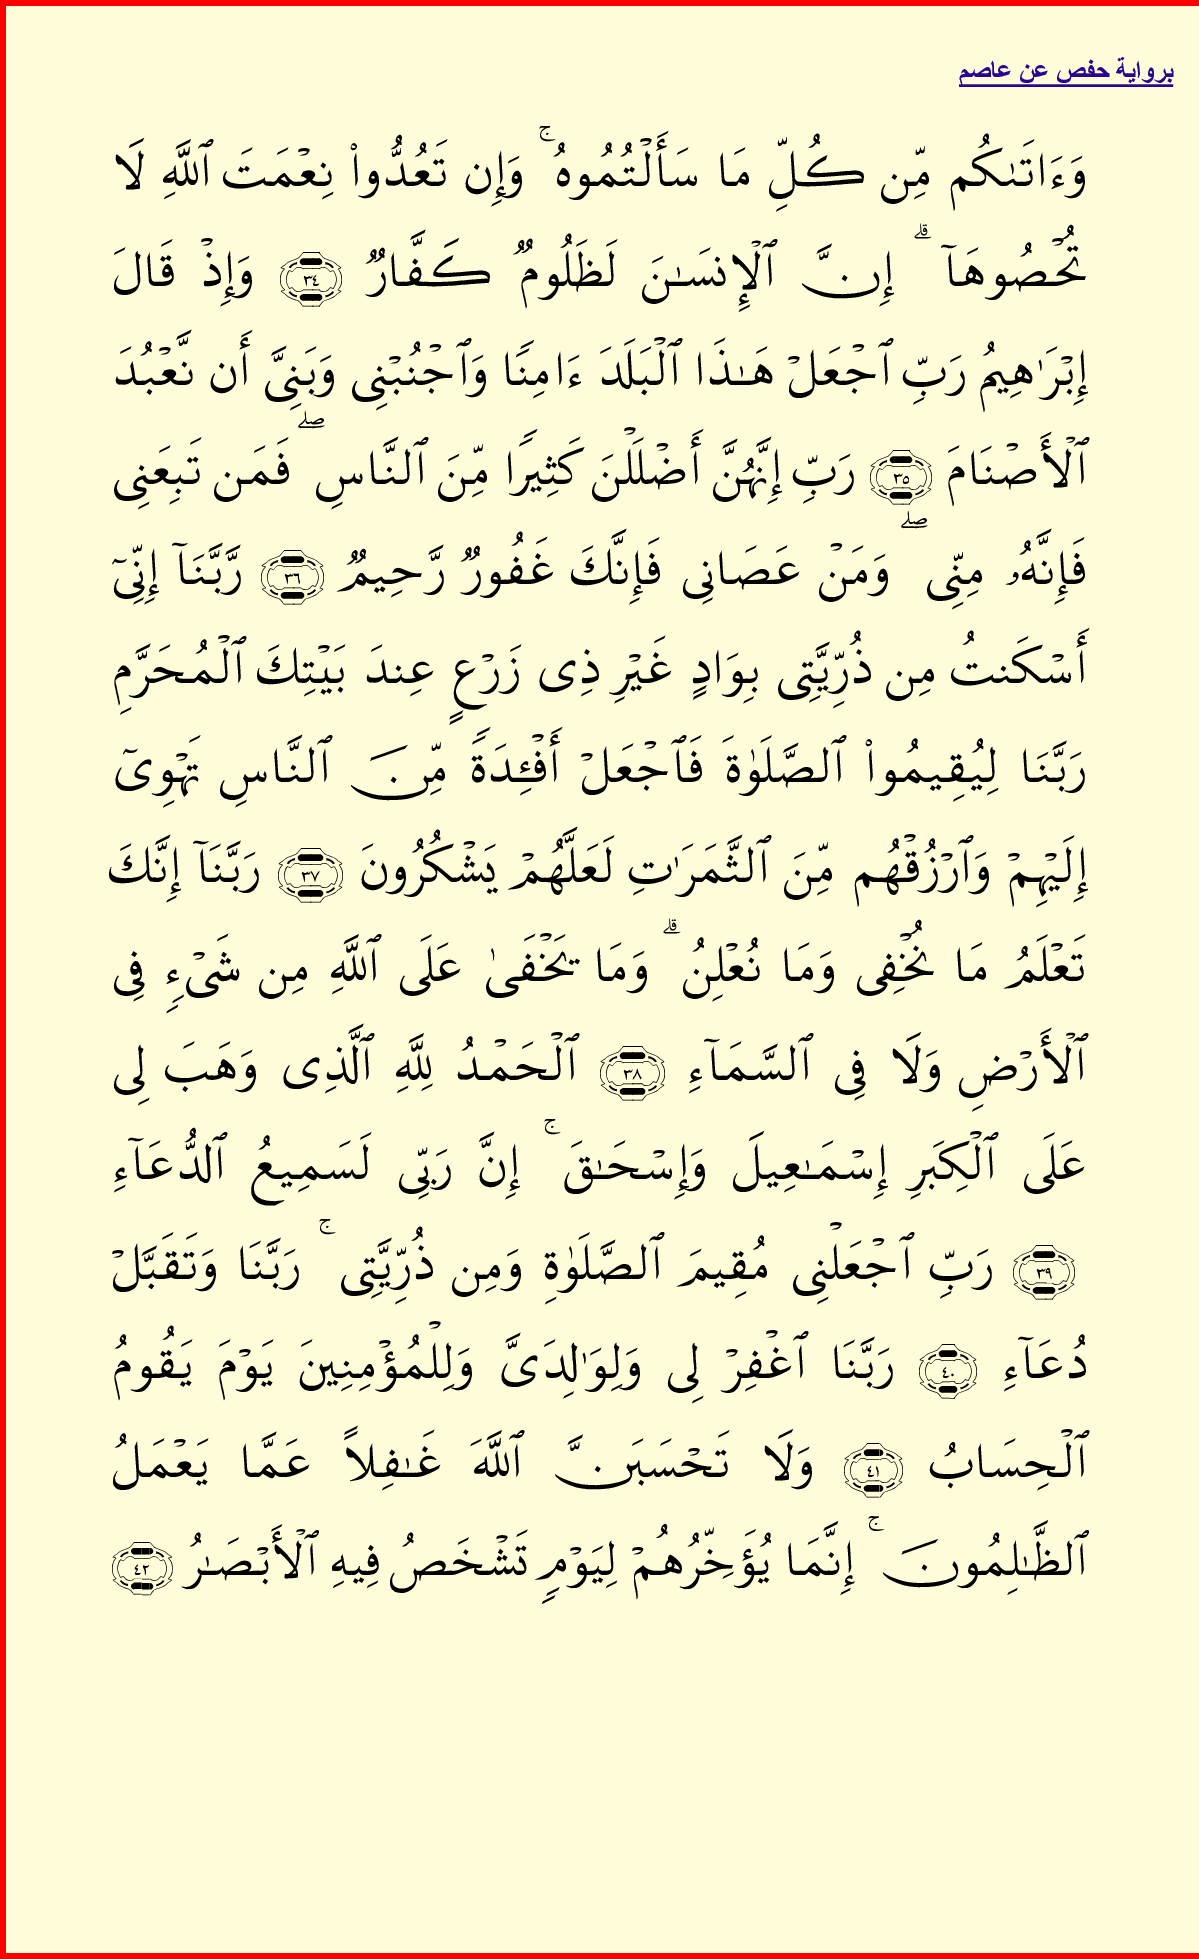 برواية حفص عن عاصم
وَءَاتَىٰكُم مِّن كُلِّ مَا سَأَلْتُمُوهُ ۚ وَإِن تَعُدُّوا۟ نِعْمَتَ ٱللَّهِ لَا
تُحْصُوهَآ ۗ إِنَّ ٱلْإِنسَـٰنَ لَظَلُومٌ كَفَّارٌ ٣٤ وَإِذْ قَالَ
إِبْرَٰهِيمُ رَبِّ ٱجْعَلْ هَـٰذَا ٱلْبَلَدَ ءَامِنًا وَٱجْنُبْنِى وَبَنِىَّ أَن نَّعْبُدَ
ٱلْأَصْنَامَ ٣٥ رَبِّ إِنَّهُنَّ أَضْلَلْنَ كَثِيرًا مِّنَ ٱلنَّاسِ ۖ فَمَن تَبِعَنِى
فَإِنَّهُۥ مِنِّى ۖ وَمَنْ عَصَانِى فَإِنَّكَ غَفُورٌ رَّحِيمٌ ٣٦ رَّبَّنَآ إِنِّىٓ
أَسْكَنتُ مِن ذُرِّيَّتِى بِوَادٍ غَيْرِ ذِى زَرْعٍ عِندَ بَيْتِكَ ٱلْمُحَرَّمِ
رَبَّنَا لِيُقِيمُوا۟ ٱلصَّلَوٰةَ فَٱجْعَلْ أَفْـِٔدَةً مِّنَ ٱلنَّاسِ تَهْوِىٓ
إِلَيْهِمْ وَٱرْزُقْهُم مِّنَ ٱلثَّمَرَٰتِ لَعَلَّهُمْ يَشْكُرُونَ ٣٧ رَبَّنَآ إِنَّكَ
تَعْلَمُ مَا نُخْفِى وَمَا نُعْلِنُ ۗ وَمَا يَخْفَىٰ عَلَى ٱللَّهِ مِن شَىْءٍ فِى
ٱلْأَرْضِ وَلَا فِى ٱلسَّمَآءِ ٣٨ ٱلْحَمْدُ لِلَّهِ ٱلَّذِى وَهَبَ لِى
عَلَى ٱلْكِبَرِ إِسْمَـٰعِيلَ وَإِسْحَـٰقَ ۚ إِنَّ رَبِّى لَسَمِيعُ ٱلدُّعَآءِ
٣٩ رَبِّ ٱجْعَلْنِى مُقِيمَ ٱلصَّلَوٰةِ وَمِن ذُرِّيَّتِى ۚ رَبَّنَا وَتَقَبَّلْ
دُعَآءِ ٤٠ رَبَّنَا ٱغْفِرْ لِى وَلِوَٰلِدَىَّ وَلِلْمُؤْمِنِينَ يَوْمَ يَقُومُ
ٱلْحِسَابُ ٤١ وَلَا تَحْسَبَنَّ ٱللَّهَ غَـٰفِلاً عَمَّا يَعْمَلُ
ٱلظَّـٰلِمُونَ ۚ إِنَّمَا يُؤَخِّرُهُمْ لِيَوْمٍ تَشْخَصُ فِيهِ ٱلْأَبْصَـٰرُ ٤٢